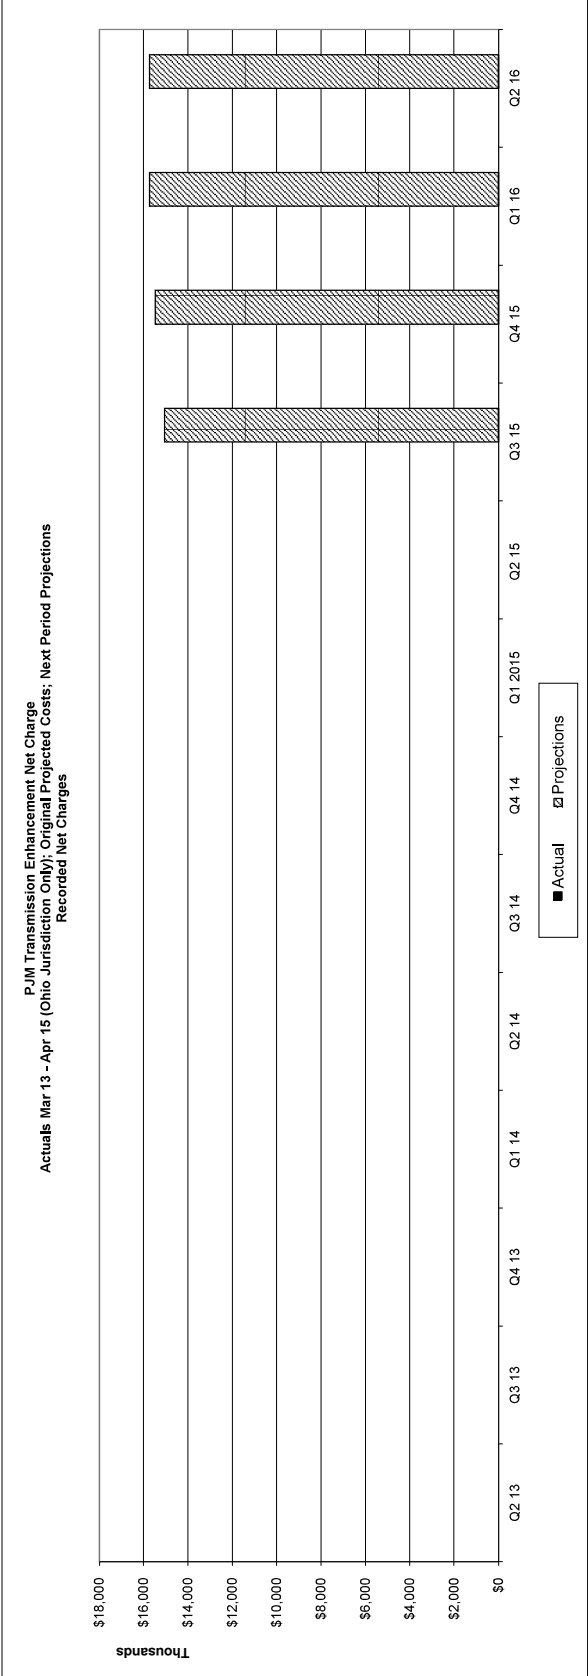 PJM Transmission Enhancement Net Charge
Actuals Mar 13 - Apr 15 (Ohio Jurisdiction Only); Original Projected Costs; Next Period Projections
Recorded Net Charges
Thousands
$18,000
$16,000
$14,000
$12,000
$10,000
$8,000
$6,000
$4,000
$2,000
$0
Q2 13
Q3 13
Q4 13
Q1 14
Q2 14
Q3 14
Q4 14
Q1 2015
Q2 15
Q3 15
Q4 15
Q1 16
Q2 16
Actual
Projections